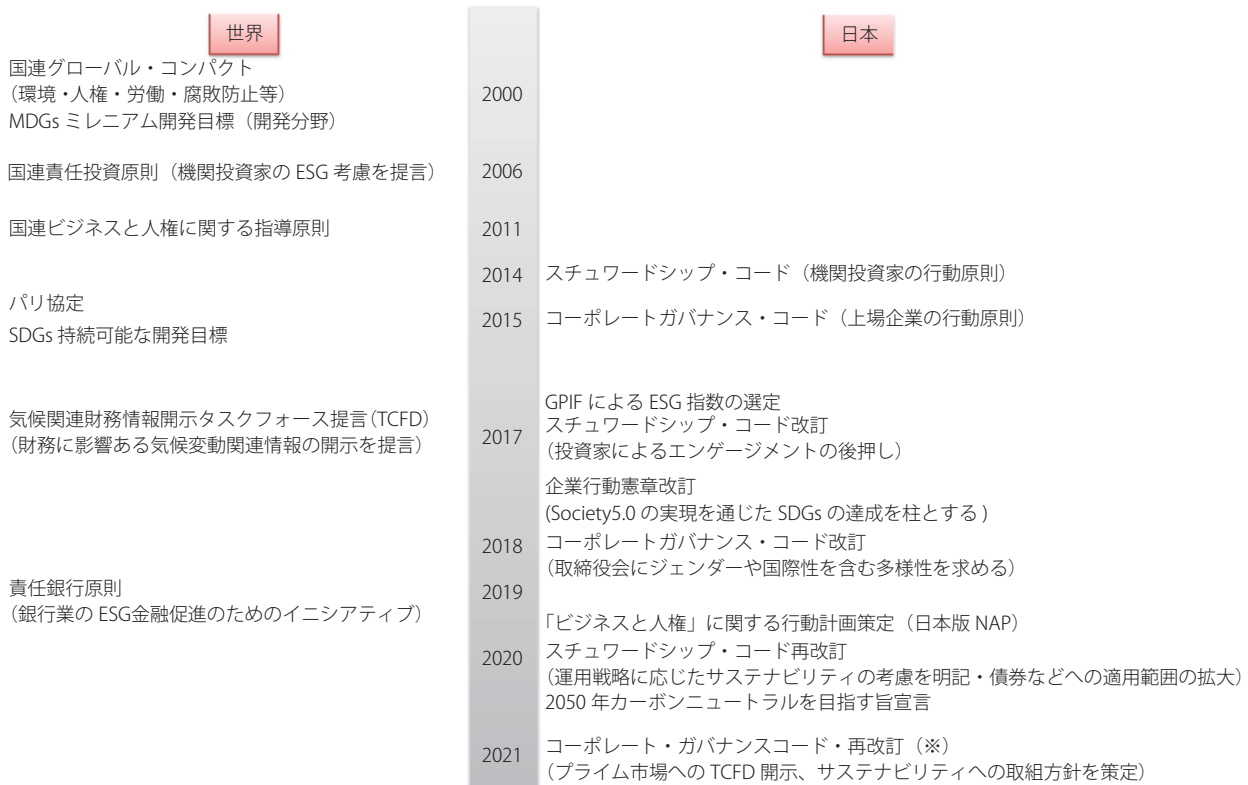 世界
日本
国連グローバル・コンパクト
（環境・人権・労働・腐敗防止等）
MDGs ミレニアム開発目標（開発分野）
2000
国連責任投資原則（機関投資家の ESG 考慮を提言）
2006
国連ビジネスと人権に関する指導原則
2011
2014
スチュワードシップ・コード（機関投資家の行動原則）
パリ協定
SDGs 持続可能な開発目標
2015
コーポレートガバナンス・コード（上場企業の行動原則）
気候関連財務情報開示タスクフォース提言（TCFD）
（財務に影響ある気候変動関連情報の開示を提言）
2017
GPIF による ESG 指数の選定
スチュワードシップ・コード改訂
（投資家によるエンゲージメントの後押し）
企業行動憲章改訂
(Society5.0 の実現を通じた SDGs の達成を柱とする )
2018
コーポレートガバナンス・コード改訂
（取締役会にジェンダーや国際性を含む多様性を求める）
責任銀行原則
（銀行業の ESG金融促進のためのイニシアティブ）
2019
「ビジネスと人権」に関する行動計画策定（日本版 NAP）
2020
スチュワードシップ・コード再改訂
（運用戦略に応じたサステナビリティの考慮を明記・債券などへの適用範囲の拡大）
2050 年カーボンニュートラルを目指す旨宣言
2021
コーポレート・ガバナンスコード・再改訂（※）
（プライム市場への TCFD 開示、サステナビリティへの取組方針を策定）